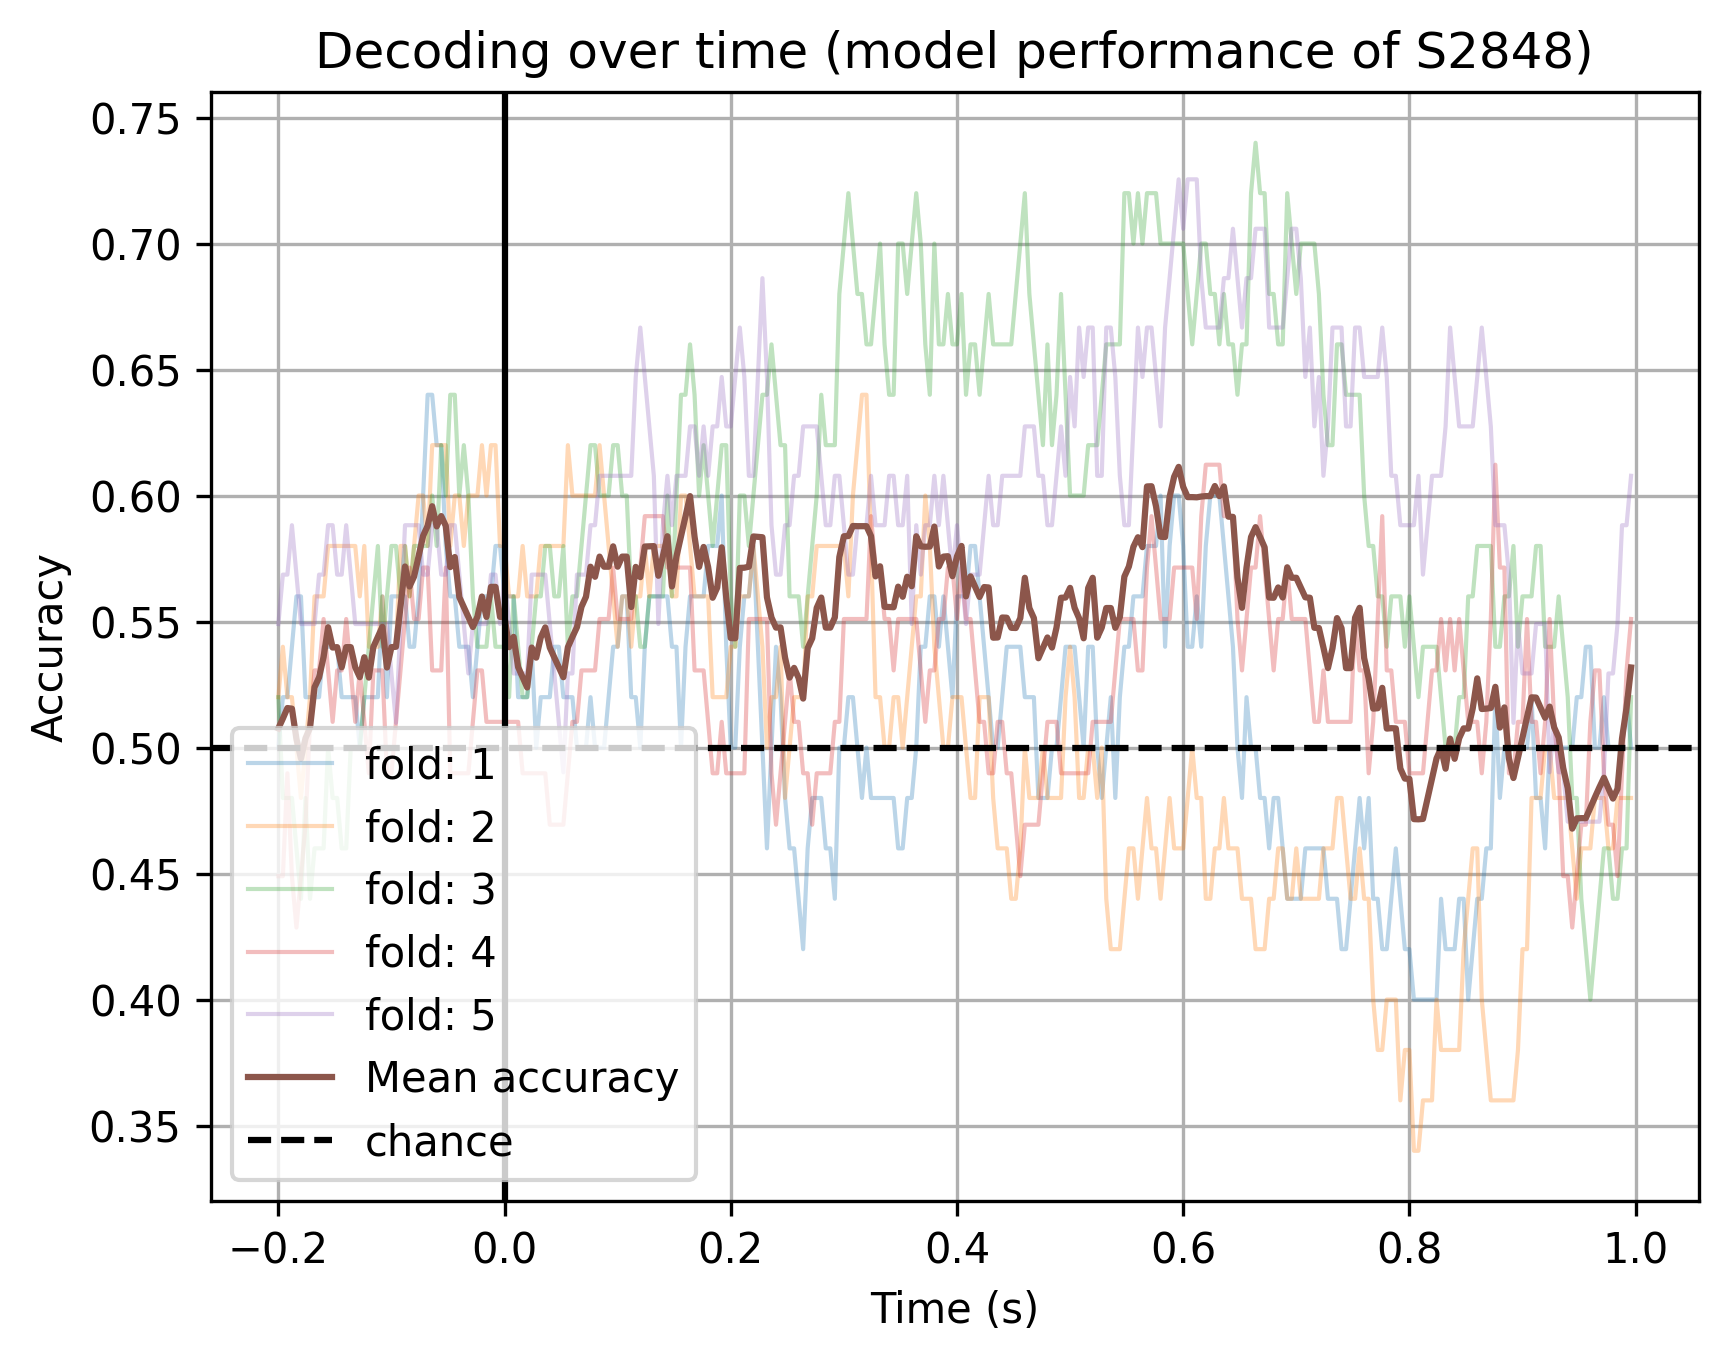 Decoding over time (model performance of S2848)
Accuracy
0.75
0.70
0.65
0.60
0.55
0.50
0.45
0.40
0.35
fold: 1
fold: 2
fold: 3
fold: 4
fold: 5
Mean accuracy
chance
−0.2 0.0 0.2 0.4 0.6 0.8 1.0
Time (s)